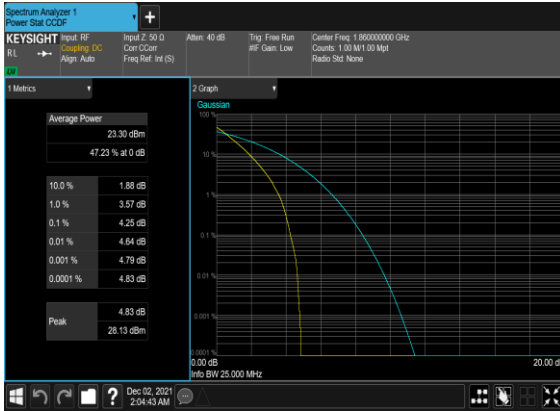 Spectrum Analyzer 1
Power Stat CCDF
KEYSIGHT
RL
Input: RF
Coupling: DC
Align: Auto
Input Z: 50 Ω
Corr CCorr
Freq Ref: Int (S)
Atten: 40 dB
Trig: Free Run
#IF Gain: Low
Center Freq: 1.860000000 GHz
Counts: 1.00 M/1.00 Mpt
Radio Std: None
1 Metrics
Average Power
23.30 dBm
47.23 % at 0 dB
10.0 % 1.88 dB
1.0 % 3.57 dB
0.1 % 4.25 dB
0.01 % 4.64 dB
0.001 % 4.79 dB
0.0001 % 4.83 dB
Peak
4.83 dB
28.13 dBm
2 Graph
Gaussian
100 %
10 %
1 %
0.1 %
0.01 %
0.001 %
0.0001 %
0.00 dB
20.00 d
Info BW 25.000 MHz
?
Dec 02, 2021
2:04:43 AM